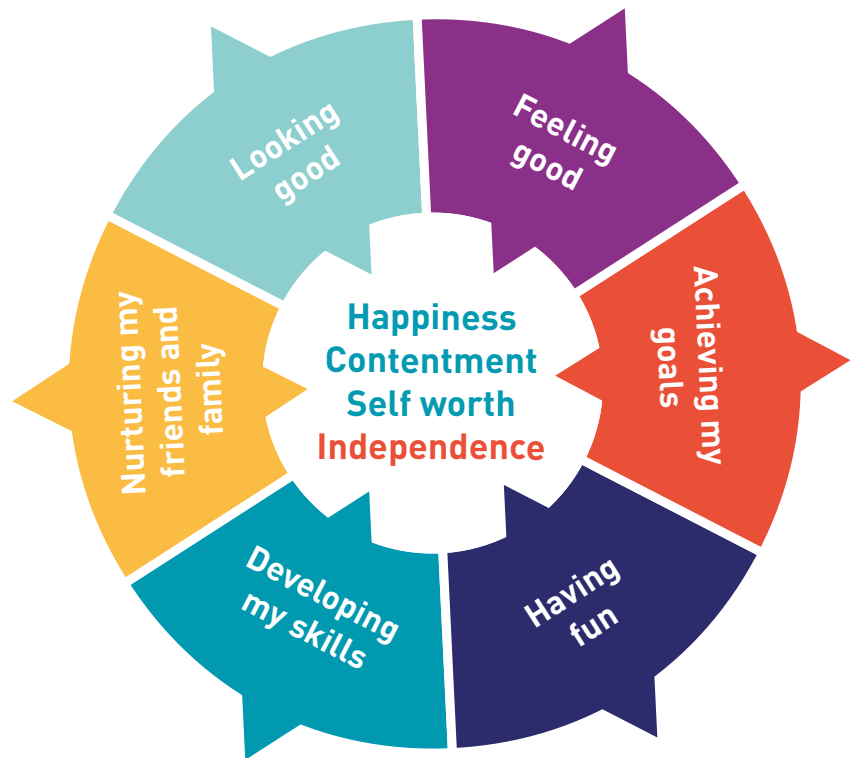 Looking
good
Feeling
good
Achieving my
goals
Having
fun
Developing
my skills
Nurturing my
friends and
family
Happiness
Contentment
Self worth
Independence